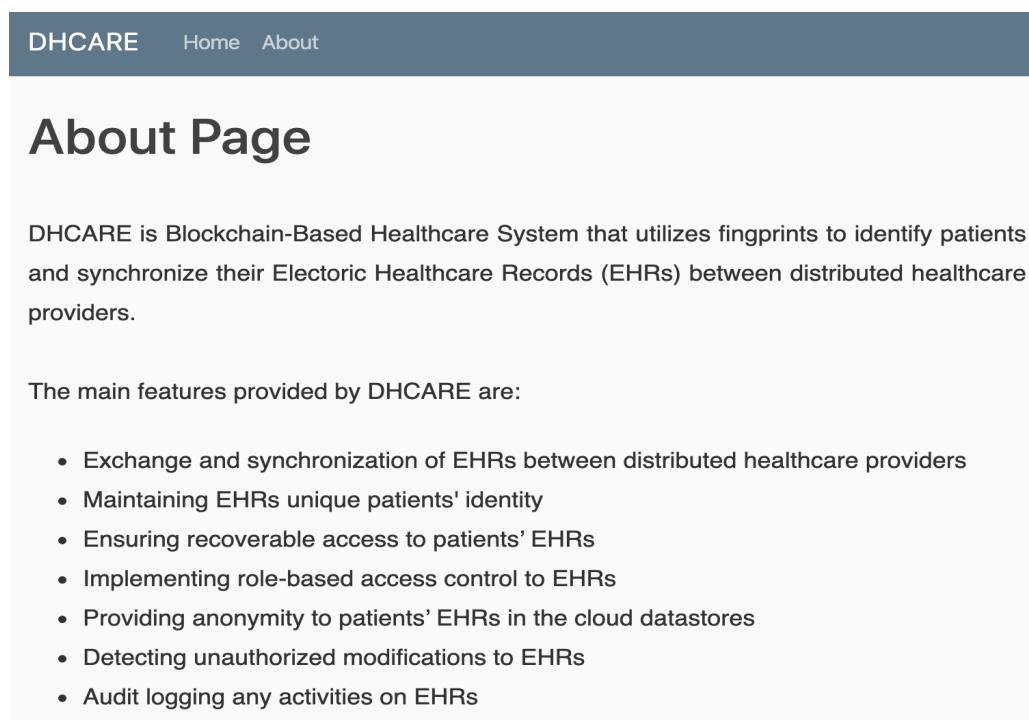 DHCARE Home About
About Page
DHCARE is Blockchain-Based Healthcare System that utilizes fingprints to identify patients
and synchronize their Electoric Healthcare Records (EHRs) between distributed healthcare
providers.
The main features provided by DHCARE are:
• Exchange and synchronization of EHRs between distributed healthcare providers
• Maintaining EHRs unique patients' identity
• Ensuring recoverable access to patients’ EHRs
• Implementing role-based access control to EHRs
• Providing anonymity to patients’ EHRs in the cloud datastores
• Detecting unauthorized modifications to EHRs
• Audit logging any activities on EHRs